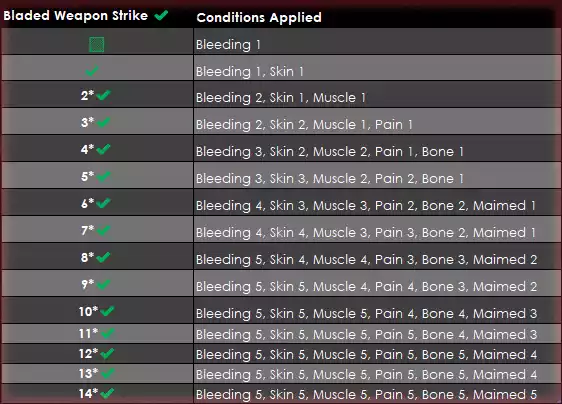 Bladed Weapon Strike ✔ Conditions Applied
▨ Bleeding 1
✔ Bleeding 1, Skin 1
2*✔ Bleeding 2, Skin 1, Muscle 1
3*✔ Bleeding 2, Skin 2, Muscle 1, Pain 1
4*✔ Bleeding 3, Skin 2, Muscle 2, Pain 1, Bone 1
5*✔ Bleeding 3, Skin 3, Muscle 2, Pain 2, Bone 1
6*✔ Bleeding 4, Skin 3, Muscle 3, Pain 2, Bone 2, Maimed 1
7*✔ Bleeding 4, Skin 4, Muscle 3, Pain 3, Bone 2, Maimed 1
8*✔ Bleeding 5, Skin 4, Muscle 4, Pain 3, Bone 3, Maimed 2
9*✔ Bleeding 5, Skin 5, Muscle 4, Pain 4, Bone 3, Maimed 2
10*✔ Bleeding 5, Skin 5, Muscle 5, Pain 4, Bone 4, Maimed 3
11*✔ Bleeding 5, Skin 5, Muscle 5, Pain 5, Bone 4, Maimed 3
12*✔ Bleeding 5, Skin 5, Muscle 5, Pain 5, Bone 5, Maimed 4
13*✔ Bleeding 5, Skin 5, Muscle 5, Pain 5, Bone 5, Maimed 4
14*✔ Bleeding 5, Skin 5, Muscle 5, Pain 5, Bone 5, Maimed 5